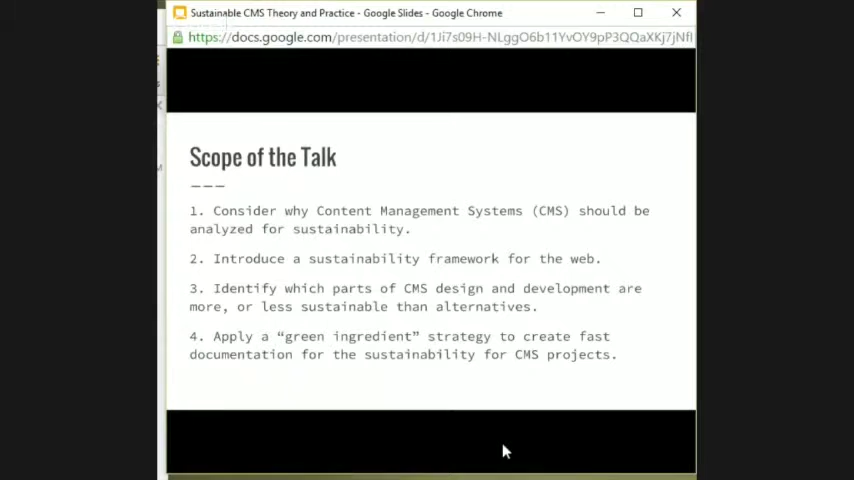 Sustainable CMS Theory and Practice - Google Slides - Google Chrome
https://docs.google.com/presentation/d/1Ji7s09H-NLggO6b11YvOY9pP3QQaXKj7jNfl
Scope of the Talk
1. Consider why Content Management Systems (CMS) should be
analyzed for sustainability.
2. Introduce a sustainability framework for the web.
3. Identify which parts of CMS design and development are
more, or less sustainable than alternatives.
4. Apply a “green ingredient” strategy to create fast
documentation for the sustainability for CMS projects.